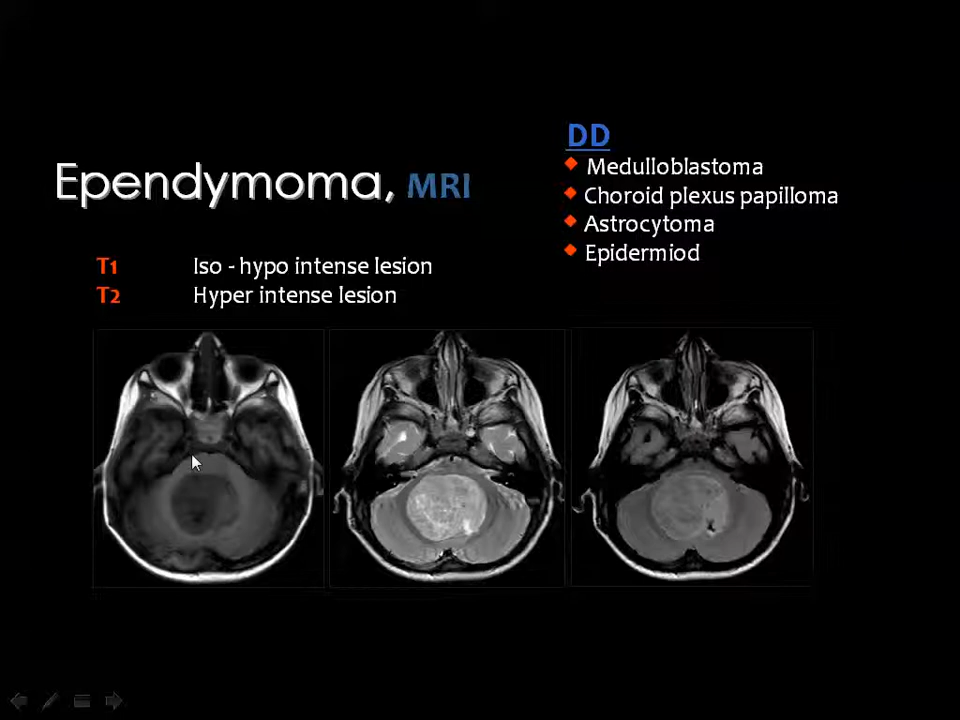 Ependymoma, MRI
T1 Iso - hypo intense lesion
T2 Hyper intense lesion
DD
Medulloblastoma
Choroid plexus papilloma
Astrocytoma
Epidermiod